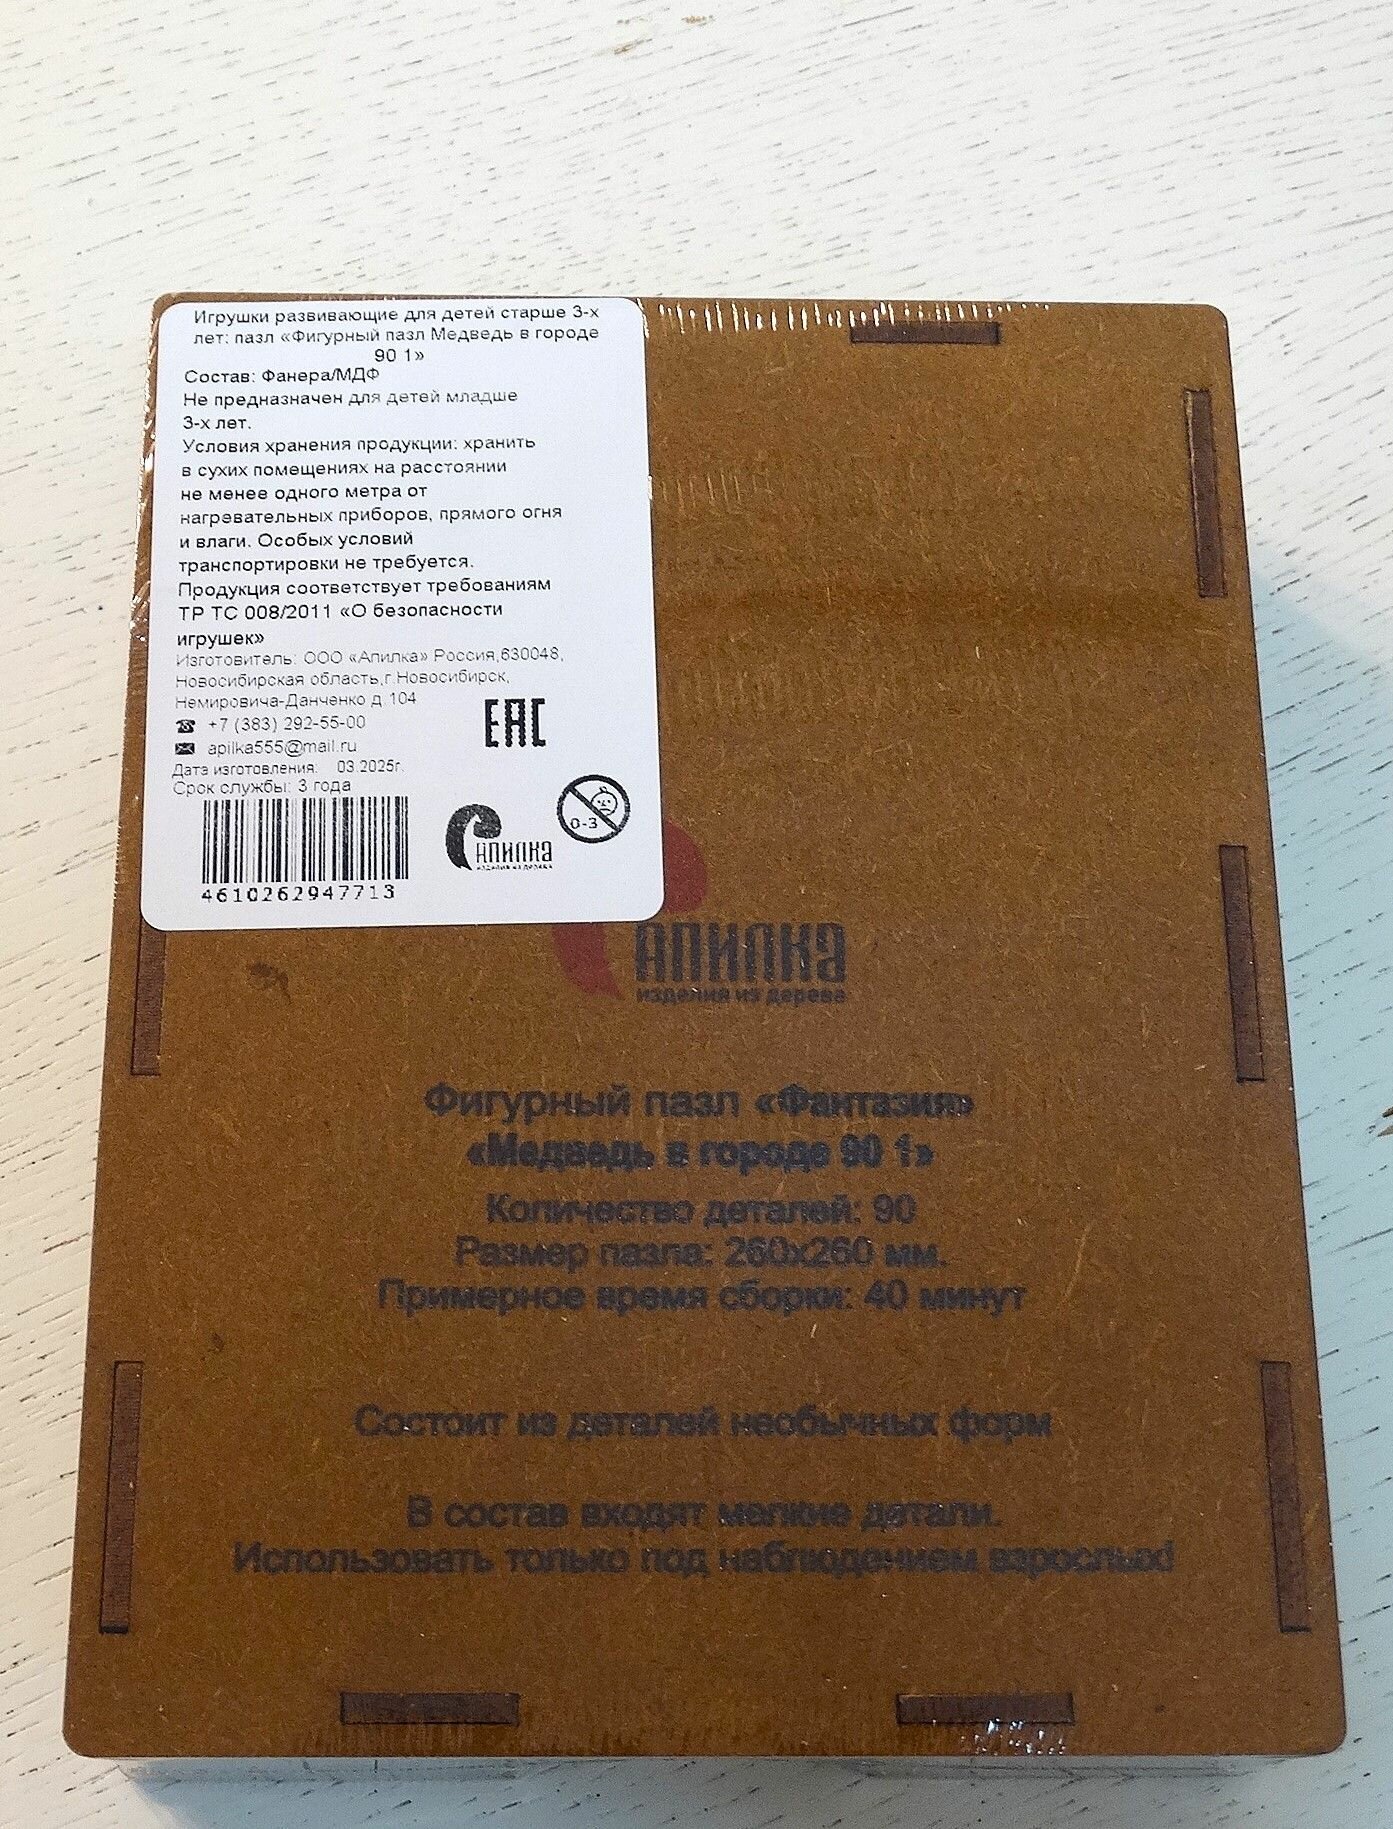 Игрушки развивающие для детей старше 3-х
лет: пазл «Фигурный пазл Медведь в городе
90 1»
Состав: Фанера/МДФ
Не предназначен для детей младше
3-х лет.
Условия хранения продукции: хранить
в сухих помещениях на расстоянии
не менее одного метра от
нагревательных приборов, прямого огня
и влаги. Особых условий
транспортировки не требуется.
Продукция соответствует требованиям
ТР ТС 008/2011 «О безопасности
игрушек»
Изготовитель: ООО «Апилка» Россия,630048,
Новосибирская область,г.Новосибирск,
Немировича-Данченко д 104
+7 (383) 292-55-00
apilka555@mail.ru
Дата изготовления: 03.2025г.
Срок службы: 3 года
ЕАС
0-3
4610262947713
Апилка
изделия из дерева
Апилка
изделия из дерева
Фигурный пазл «Фантазия»
«Медведь в городе 90 1»
Количество деталей: 90
Размер пазла: 260х260 мм.
Примерное время сборки: 40 минут
Состоит из деталей необычных форм
В состав входят мелкие детали.
Использовать только под наблюдением взрослых!